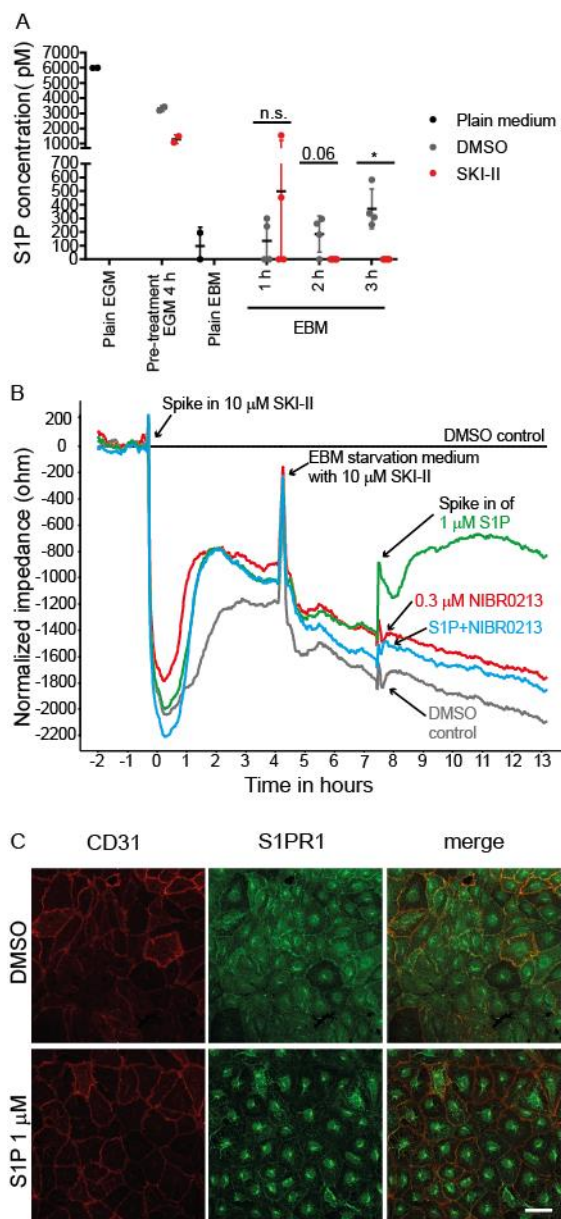 A
S1P concentration( pM)
7000
6000
5000
4000
3000
2000
1000
700
600
500
400
300
200
100
0
n.s.
0.06
*
Plain medium
DMSO
SKI-II
Plain EGM
Pre-treatment
EGM 4 h
Plain EBM
1 h
2 h
3 h
EBM
B
Normalized impedance (ohm)
200
0
-200
-400
-600
-800
-1000
-1200
-1400
-1600
-1800
-2000
-2200
Spike in 10 μM SKI-II
DMSO control
EBM starvation medium
with 10 μM SKI-II
Spike in of
1 μM S1P
0.3 μM NIBR0213
S1P+NIBR0213
DMSO
control
-2 -1 0 1 2 3 4 5 6 7 8 9 10 11 12 13
Time in hours
C
CD31 S1PR1 merge
DMSO
S1P 1 μM